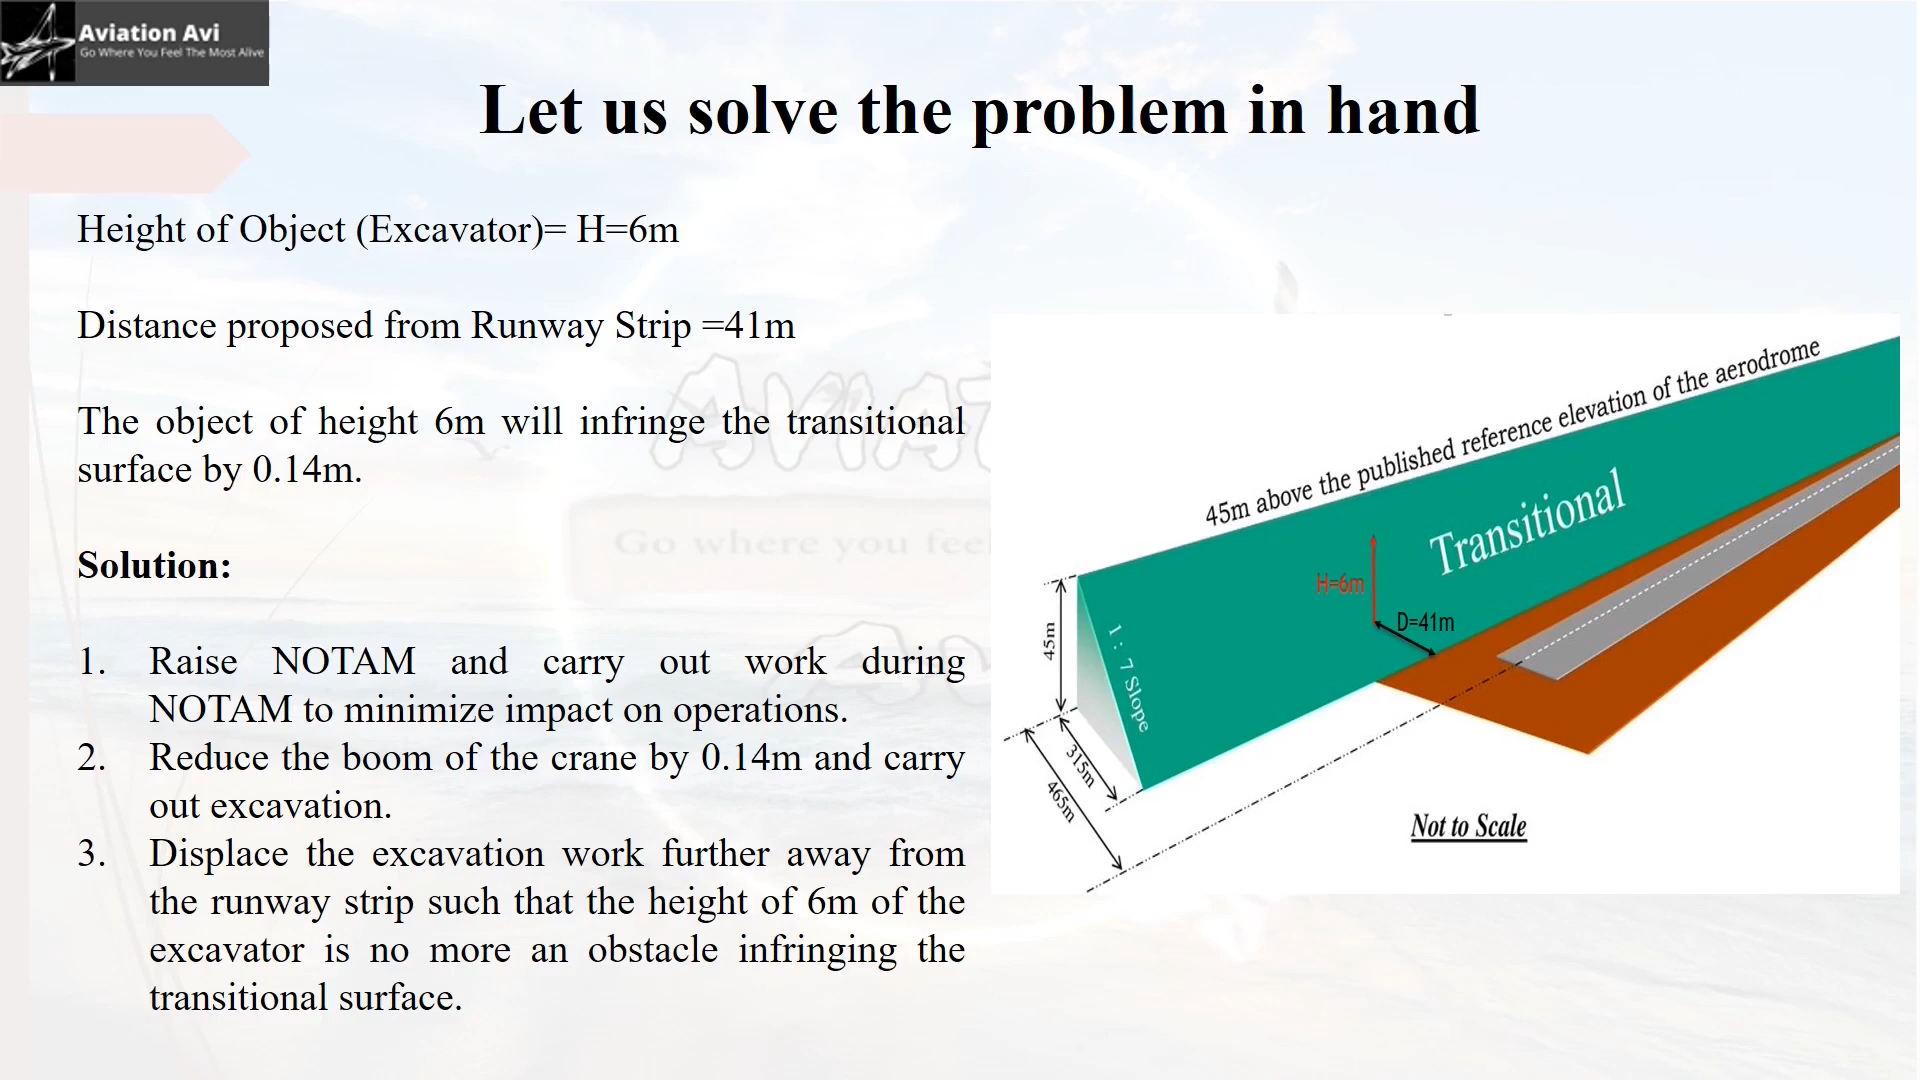 Aviation Avi
Go Where You Feel The Most Alive
Let us solve the problem in hand
Height of Object (Excavator)= H=6m
Distance proposed from Runway Strip =41m
The object of height 6m will infringe the transitional
surface by 0.14m.
Solution:
1. Raise NOTAM and carry out work during
NOTAM to minimize impact on operations.
2. Reduce the boom of the crane by 0.14m and carry
out excavation.
3. Displace the excavation work further away from
the runway strip such that the height of 6m of the
excavator is no more an obstacle infringing the
transitional surface.
45m above the published reference elevation of the aerodrome
Transitional
H=6m
D=41m
45m
1 : 7 Slope
315m
465m
Not to Scale
Go where you feel